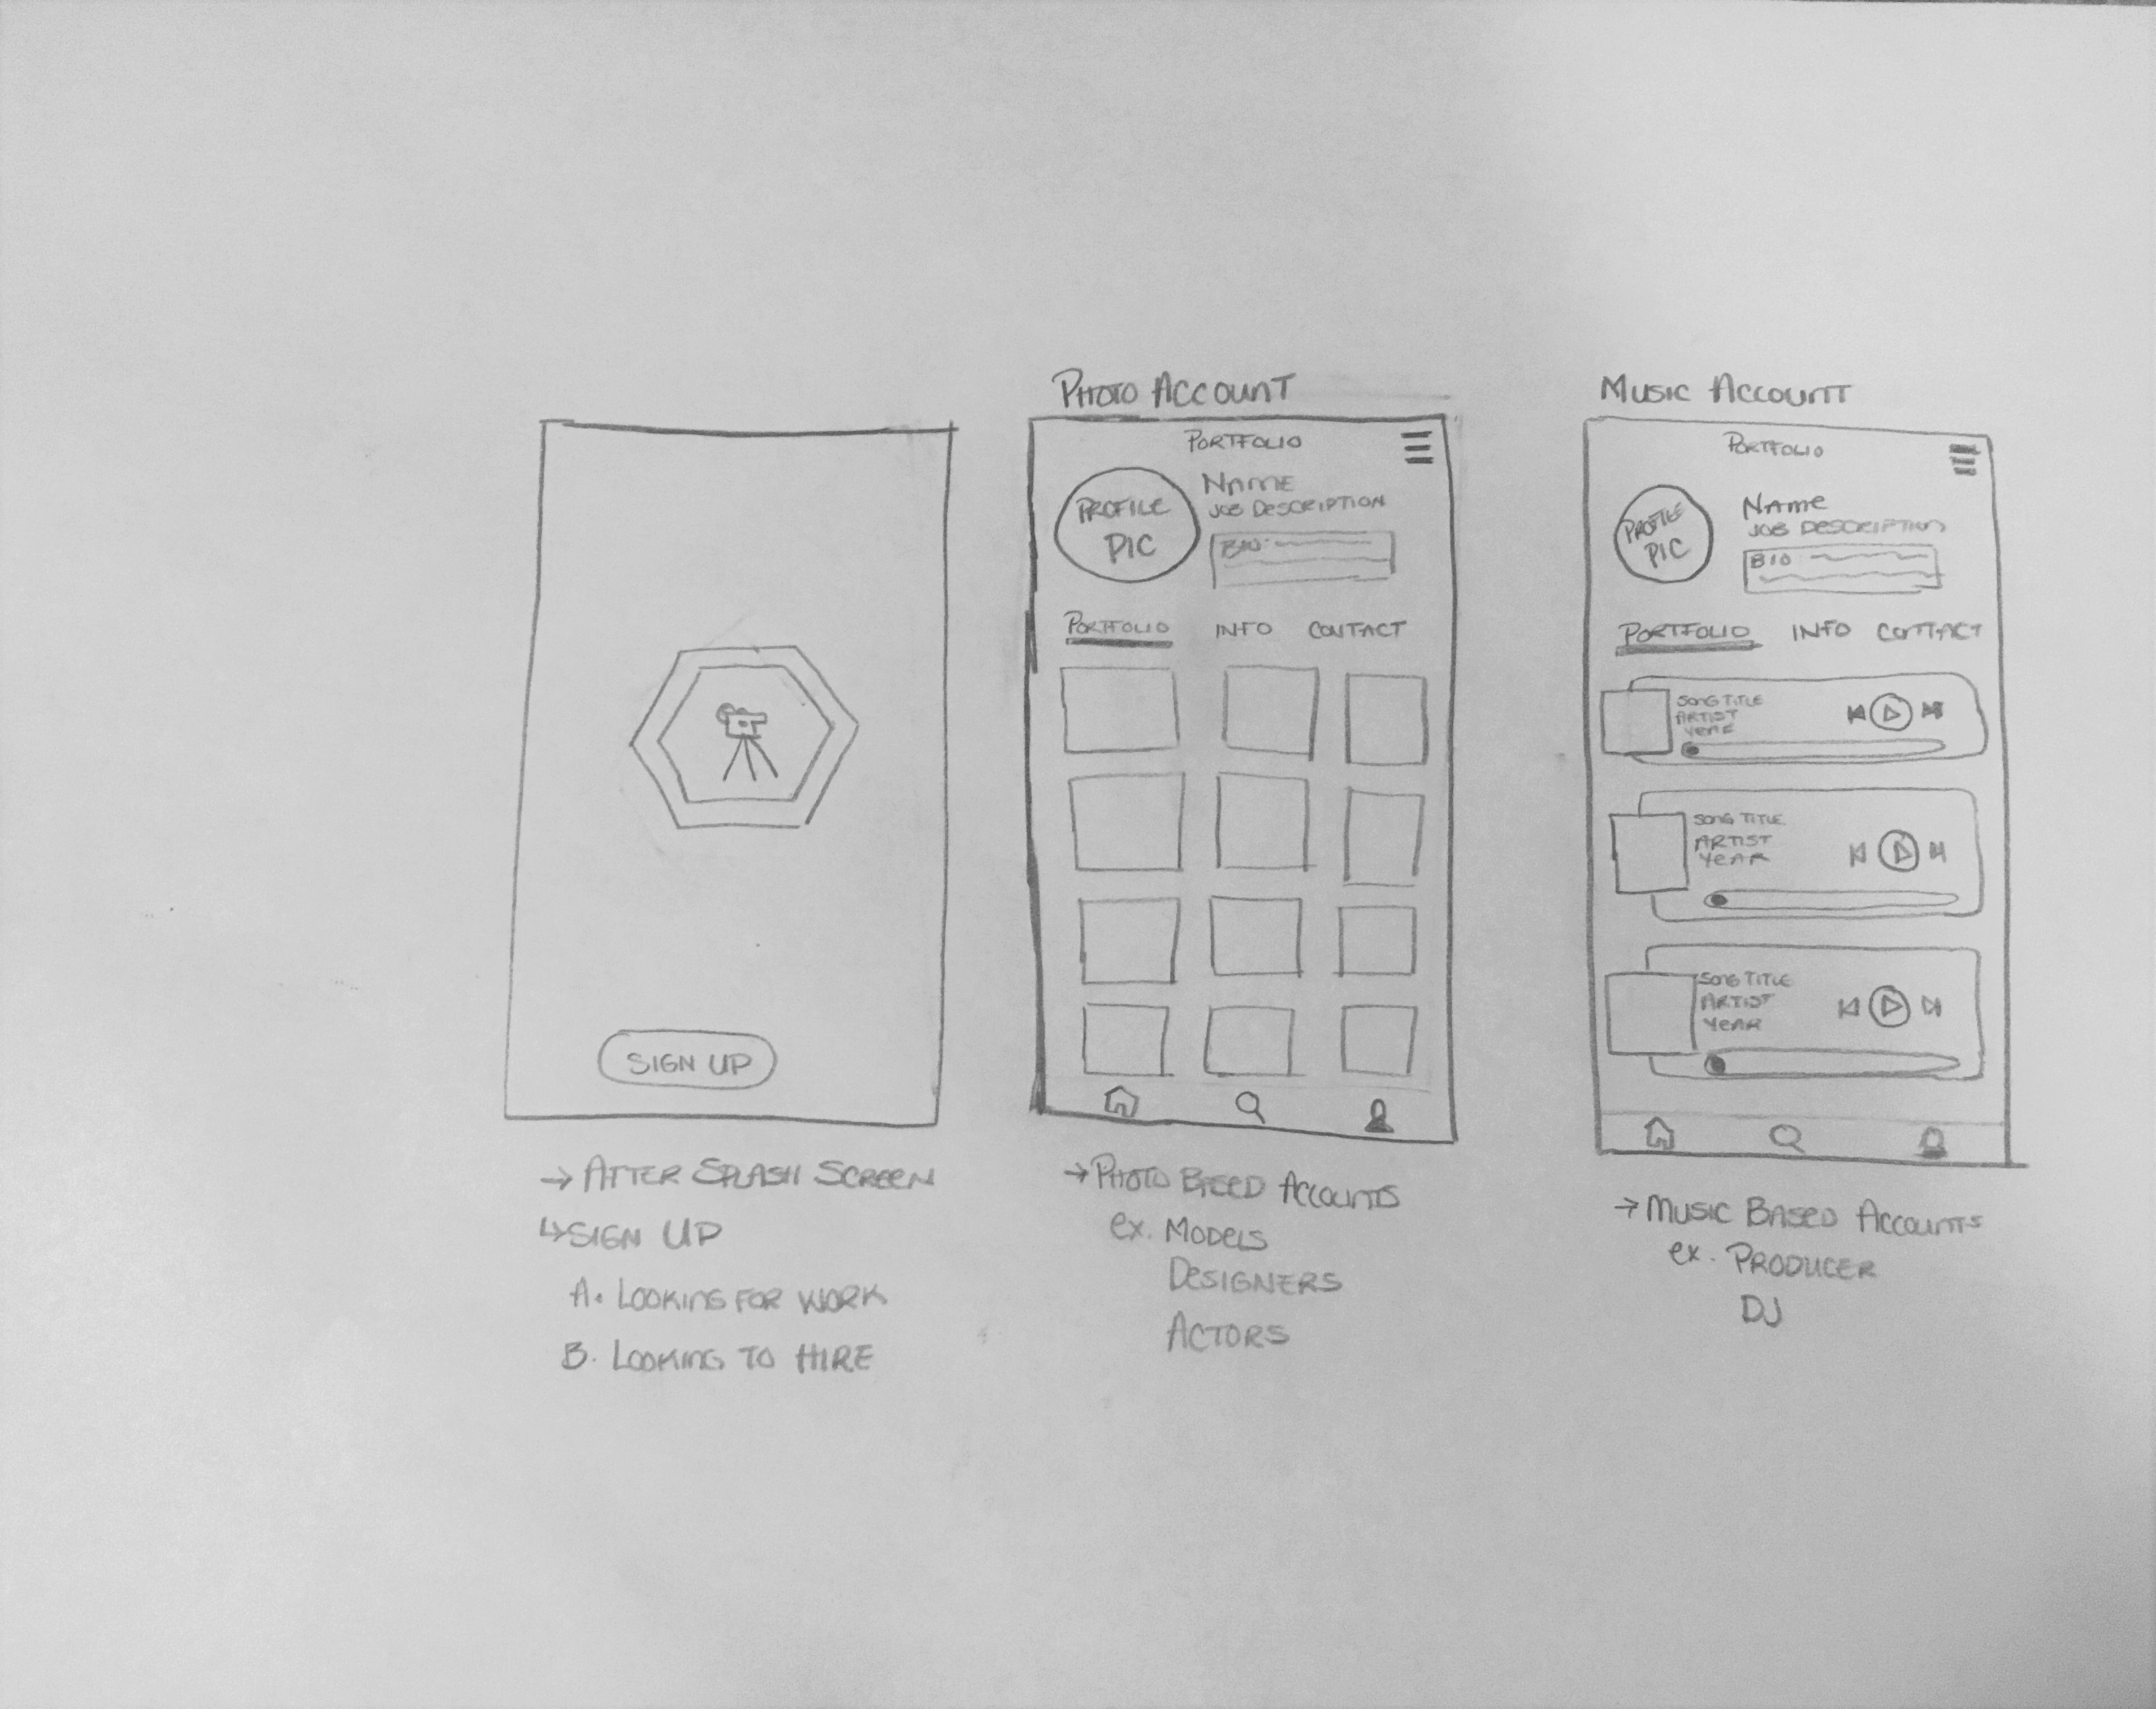 SIGN UP
→ AFTER SPLASH SCREEN
↳ SIGN UP
A. LOOKING FOR WORK
B. LOOKING TO HIRE
PHOTO ACCOUNT
PORTFOLIO
PROFILE
PIC
NAME
JOB DESCRIPTION
BIO:
PORTFOLIO INFO CONTACT
→ PHOTO BASED ACCOUNTS
ex. MODELS
DESIGNERS
ACTORS
MUSIC ACCOUNT
PORTFOLIO
PROFILE
PIC
NAME
JOB DESCRIPTION
BIO
PORTFOLIO INFO CONTACT
SONG TITLE
ARTIST
YEAR
SONG TITLE
ARTIST
YEAR
SONG TITLE
ARTIST
YEAR
→ MUSIC BASED ACCOUNTS
ex. PRODUCER
DJ